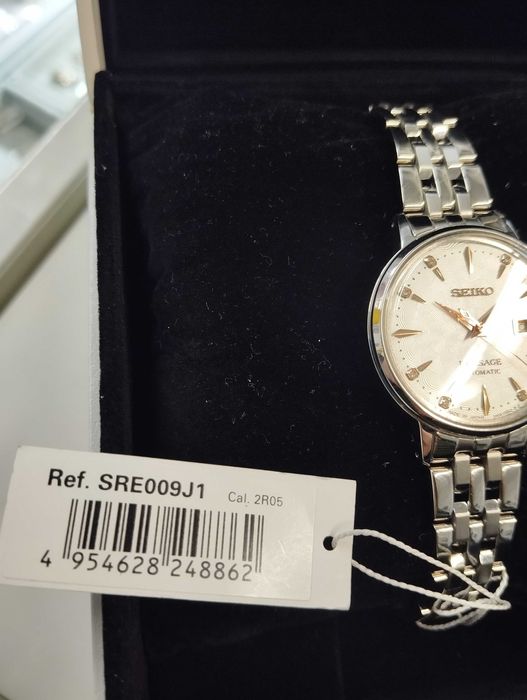 SEIKO
AUTOMATIC
Ref. SRE009J1 Cal. 2R05
4 954628 248862